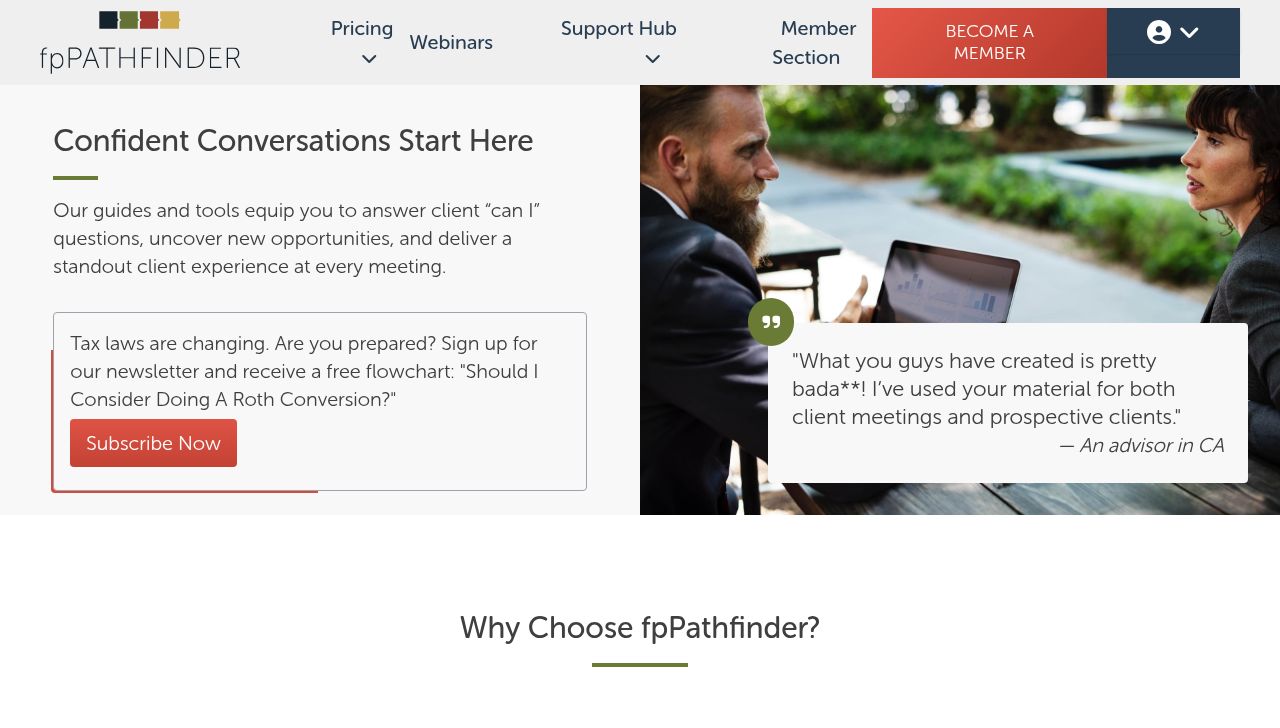 fpPATHFINDER
Pricing
Webinars
Support Hub
Member
Section
BECOME A
MEMBER
Confident Conversations Start Here
Our guides and tools equip you to answer client “can I”
questions, uncover new opportunities, and deliver a
standout client experience at every meeting.
Tax laws are changing. Are you prepared? Sign up for
our newsletter and receive a free flowchart: "Should I
Consider Doing A Roth Conversion?"
Subscribe Now
"What you guys have created is pretty
bada**! I’ve used your material for both
client meetings and prospective clients."
— An advisor in CA
Why Choose fpPathfinder?